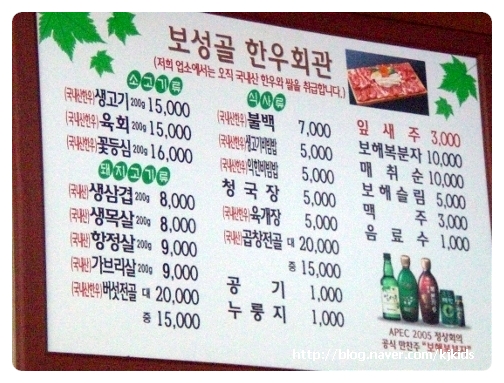 보성골 한우회관
(저희 업소에서는 오직 국내산 한우와 쌀을 취급합니다.)
소고기류
(국내산한우) 생고기 200g 15,000
(국내산한우) 육회 200g 15,000
(국내산한우) 꽃등심 200g 16,000
돼지고기류
(국내산) 생삼겹 200g 8,000
(국내산) 생목살 200g 8,000
(국내산) 항정살 200g 9,000
(국내산) 가브리살 200g 9,000
(국내산한우) 버섯전골 대 20,000
중 15,000
식사류
(국내산한우) 불백 7,000
(국내산한우) 생고기비빔밥 5,000
(국내산한우) 익힌비빔밥 5,000
청국장 5,000
(국내산한우) 육개장 5,000
(국내산) 곱창전골 대 20,000
중 15,000
공기 1,000
누룽지 1,000
잎새주 3,000
보해복분자 10,000
매취순 10,000
보해슬림 5,000
맥주 3,000
음료수 1,000
APEC 2005 정상회의
공식 만찬주 "보해복분자"
http://blog.naver.com/kjkids